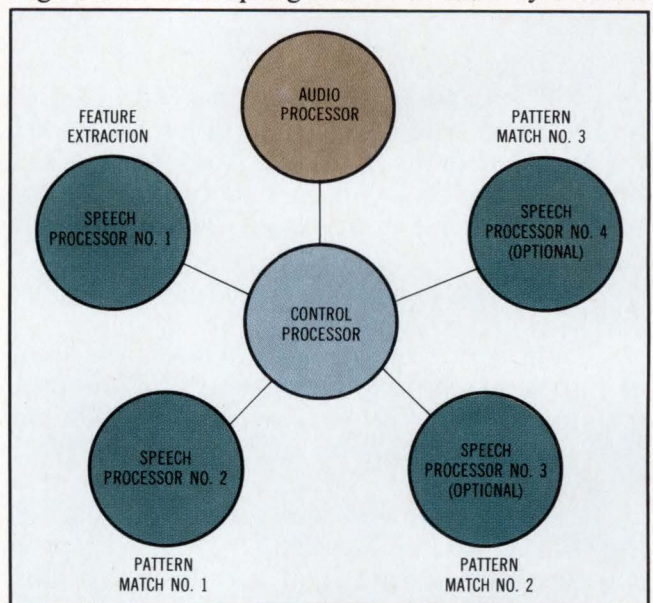 AUDIO
PROCESSOR
FEATURE
EXTRACTION
PATTERN
MATCH NO. 3
SPEECH
PROCESSOR NO. 1
SPEECH
PROCESSOR NO. 4
(OPTIONAL)
CONTROL
PROCESSOR
SPEECH
PROCESSOR NO. 2
SPEECH
PROCESSOR NO. 3
(OPTIONAL)
PATTERN
MATCH NO. 1
PATTERN
MATCH NO. 2